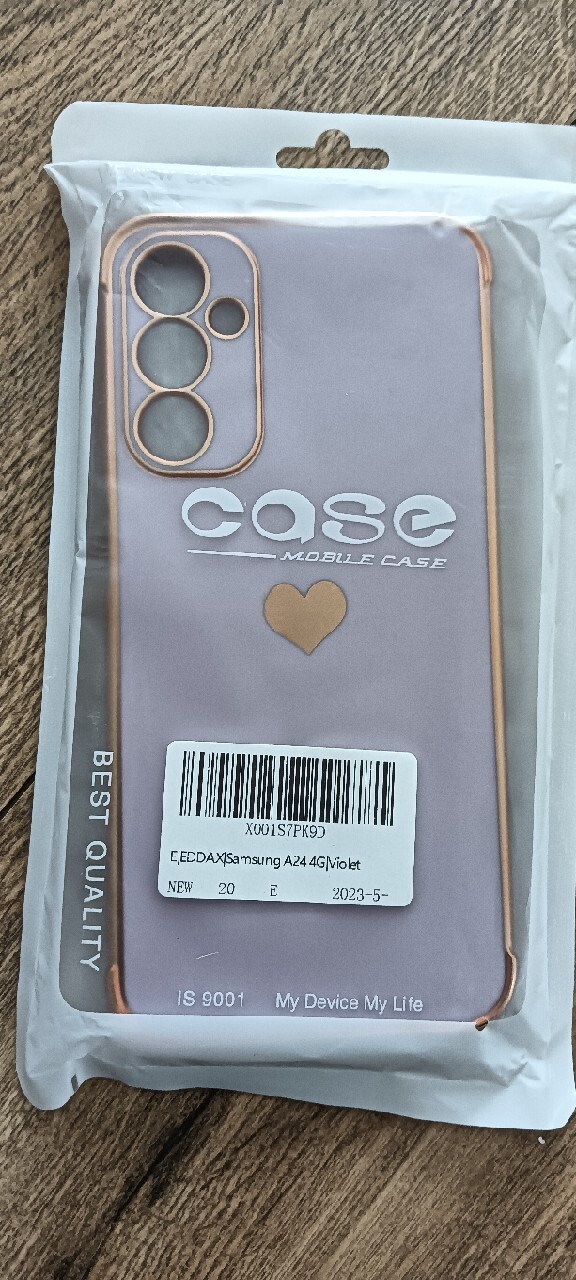 case
MOBILE CASE
BEST QUALITY
X001S7PK9D
E,EDDAX|Samsung A24 4G|Violet
NEW 20 E 2023-5-
IS 9001 My Device My Life